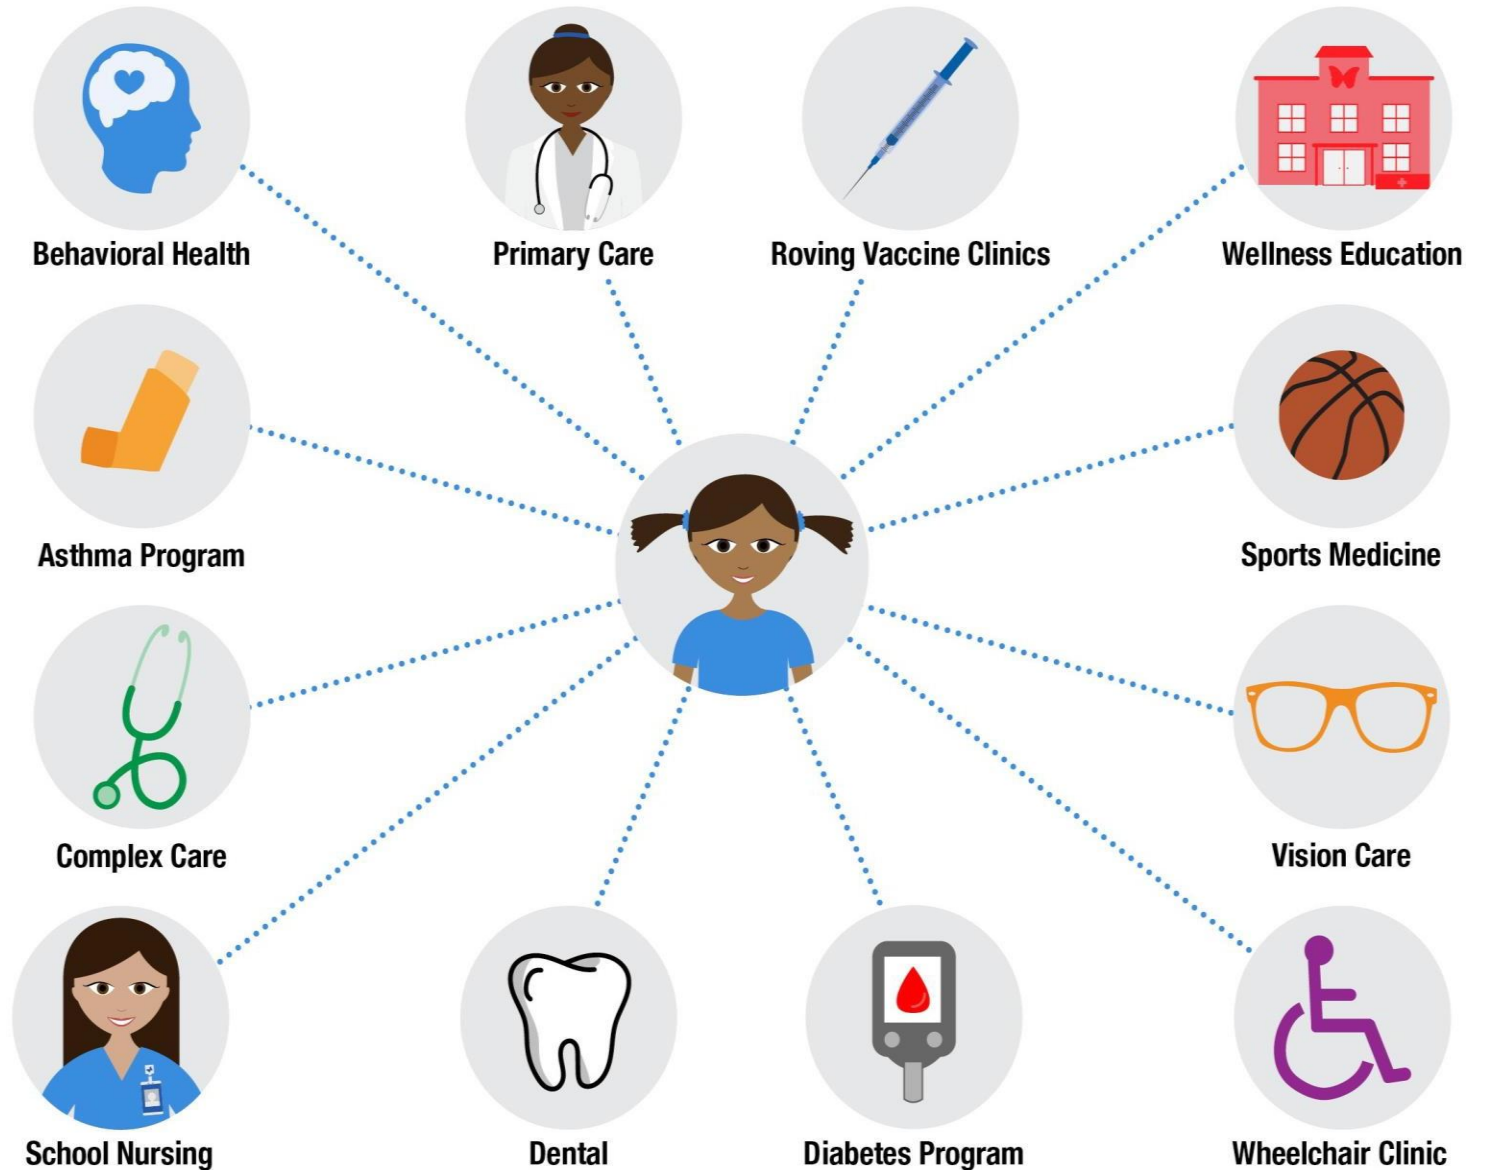 Behavioral Health
Primary Care
Roving Vaccine Clinics
Wellness Education
Asthma Program
Sports Medicine
Complex Care
Vision Care
School Nursing
Dental
Diabetes Program
Wheelchair Clinic